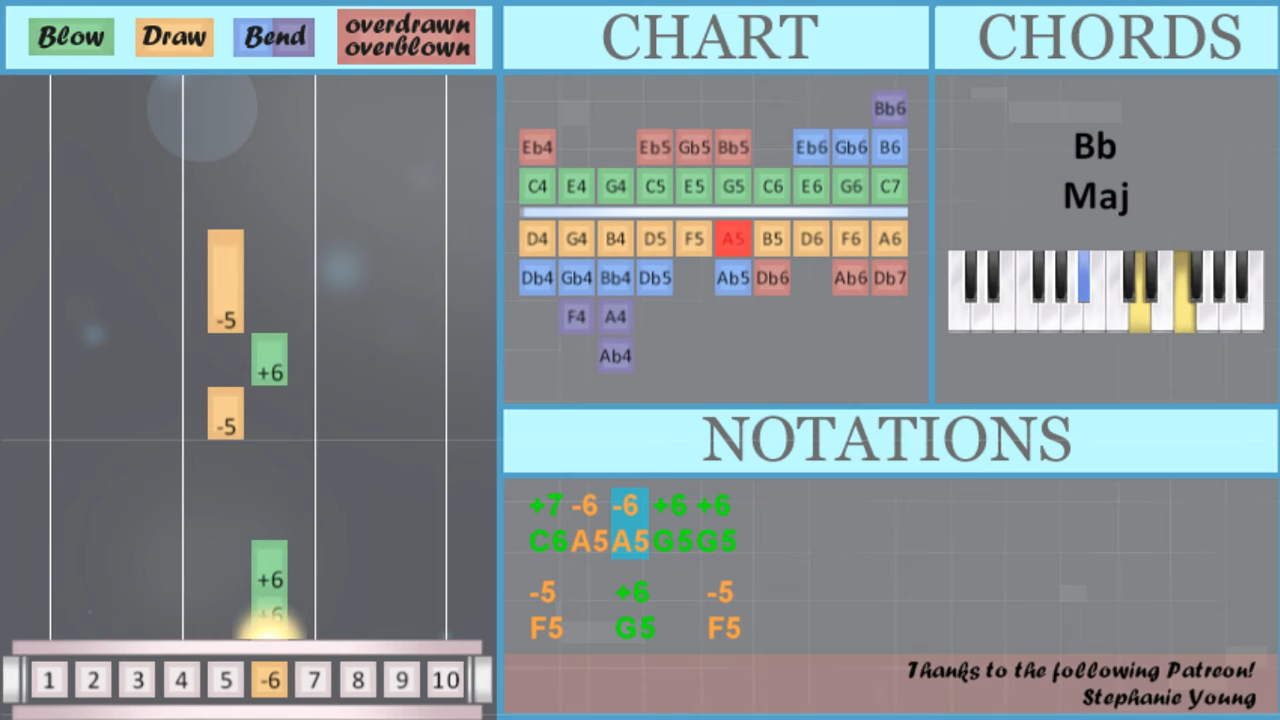 Blow Draw Bend overdrawn
overblown
CHART
CHORDS
-5
+6
-5
+6
+6
1 2 3 4 5 -6 7 8 9 10
Bb6
Eb4 Eb5 Gb5 Bb5 Eb6 Gb6 B6
C4 E4 G4 C5 E5 G5 C6 E6 G6 C7
D4 G4 B4 D5 F5 A5 B5 D6 F6 A6
Db4 Gb4 Bb4 Db5 Ab5 Db6 Ab6 Db7
F4 A4
Ab4
Bb
Maj
NOTATIONS
+7 -6 -6 +6 +6
C6 A5 A5 G5 G5
-5 +6 -5
F5 G5 F5
Thanks to the following Patreon!
Stephanie Young